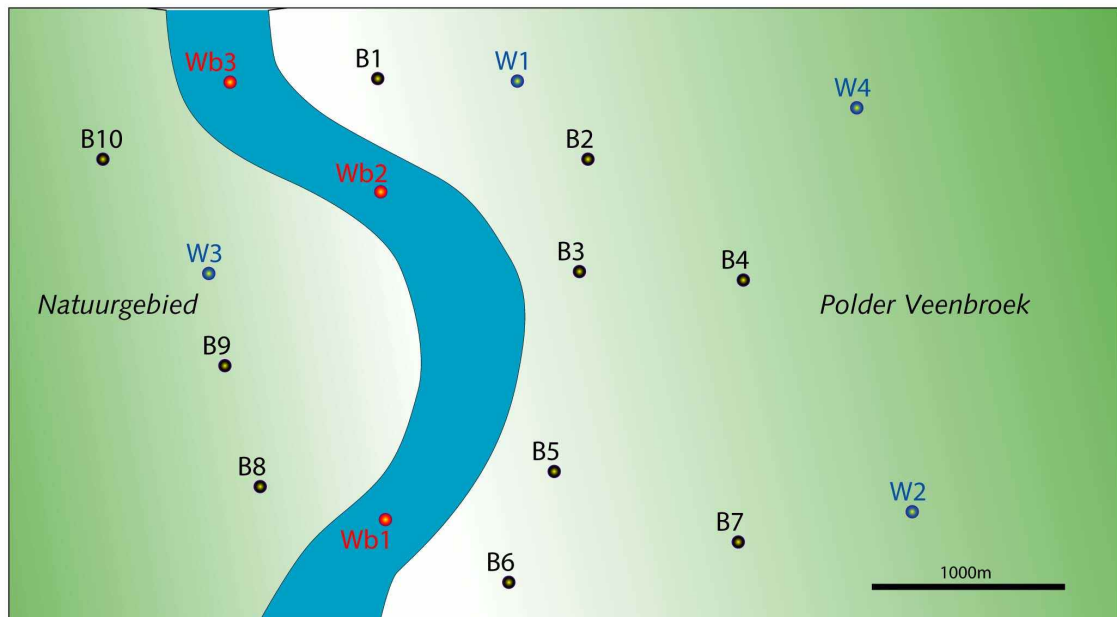 B1
W1
Wb3
W4
B10
B2
Wb2
W3
B3
B4
Natuurgebied
Polder Veenbroek
B9
B5
B8
W2
B7
Wb1
B6
1000m